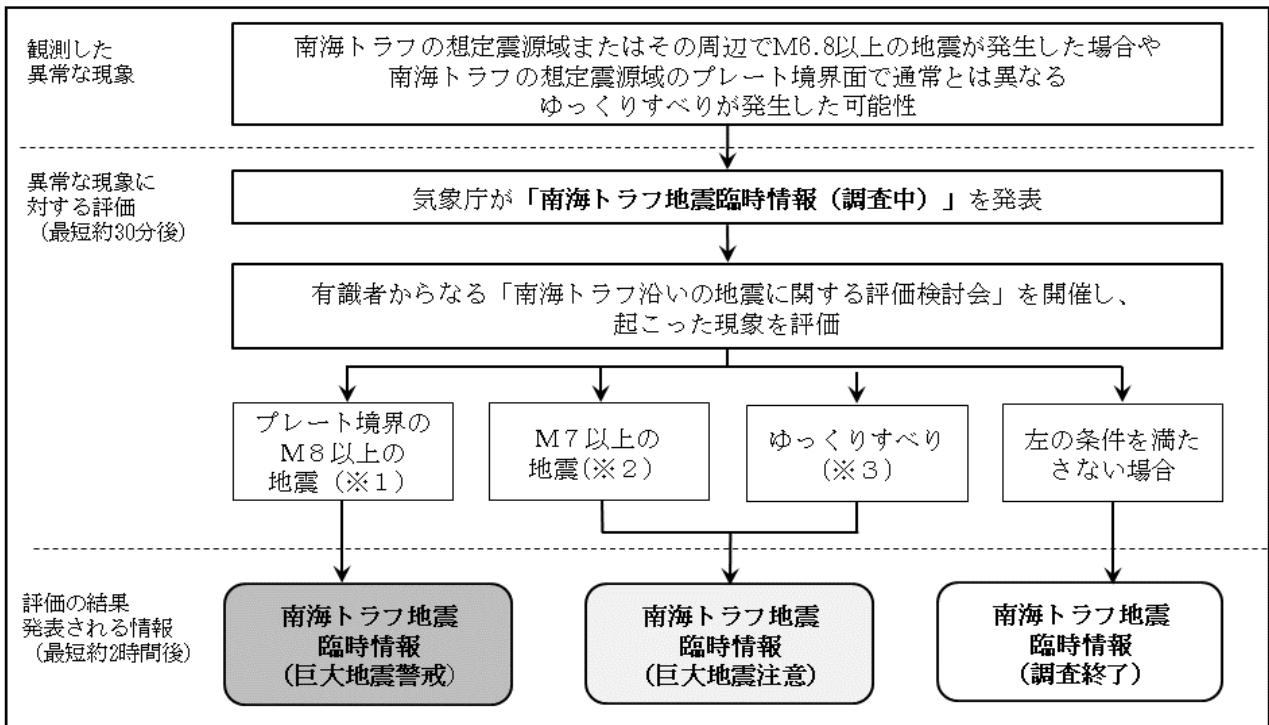 観測した
異常な現象
南海トラフの想定震源域またはその周辺でM6.8以上の地震が発生した場合や
南海トラフの想定震源域のプレート境界面で通常とは異なる
ゆっくりすべりが発生した可能性
異常な現象に
対する評価
(最短約30分後)
気象庁が「南海トラフ地震臨時情報(調査中)」を発表
有識者からなる「南海トラフ沿いの地震に関する評価検討会」を開催し、
起こった現象を評価
プレート境界の
M8以上の
地震(※1)
M7以上の
地震(※2)
ゆっくりすべり
(※3)
左の条件を満た
さない場合
評価の結果
発表される情報
(最短約2時間後)
南海トラフ地震
臨時情報
(巨大地震警戒)
南海トラフ地震
臨時情報
(巨大地震注意)
南海トラフ地震
臨時情報
(調査終了)